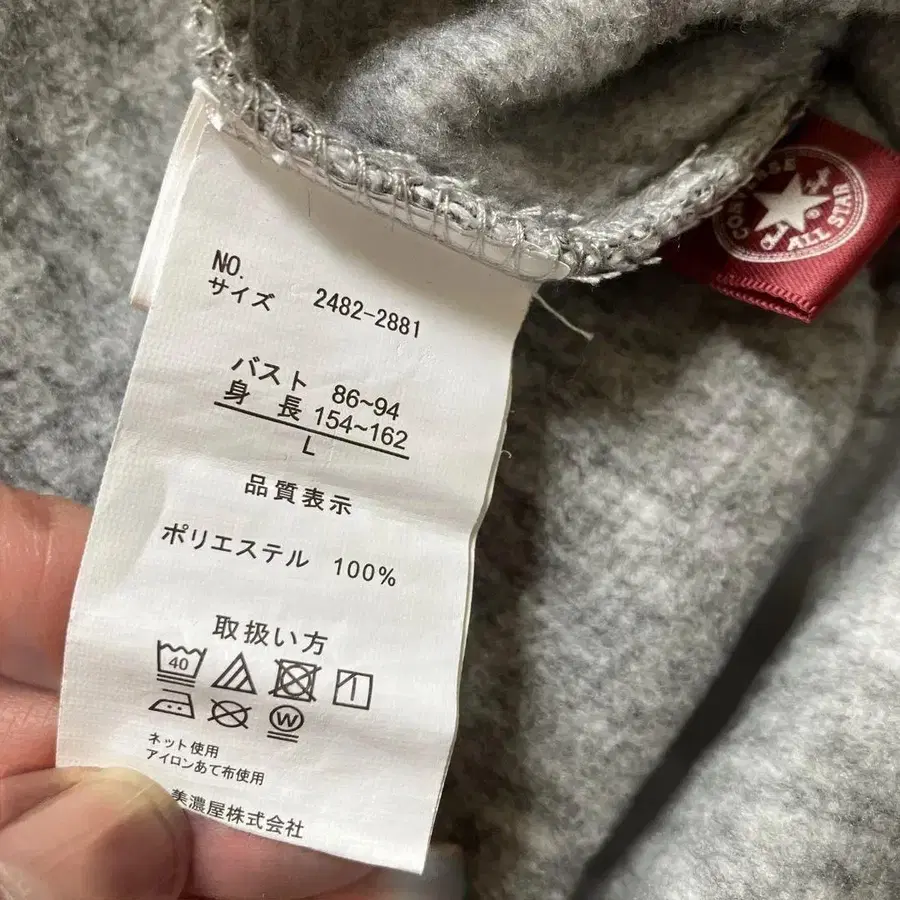 NO. 2482-2881
サイズ
バスト 86~94
身 長 154~162
L
品質表示
ポリエステル 100%
取扱い方
40
W
ネット使用
アイロンあて布使用
美濃屋株式会社
CONVERSE
ALL STAR